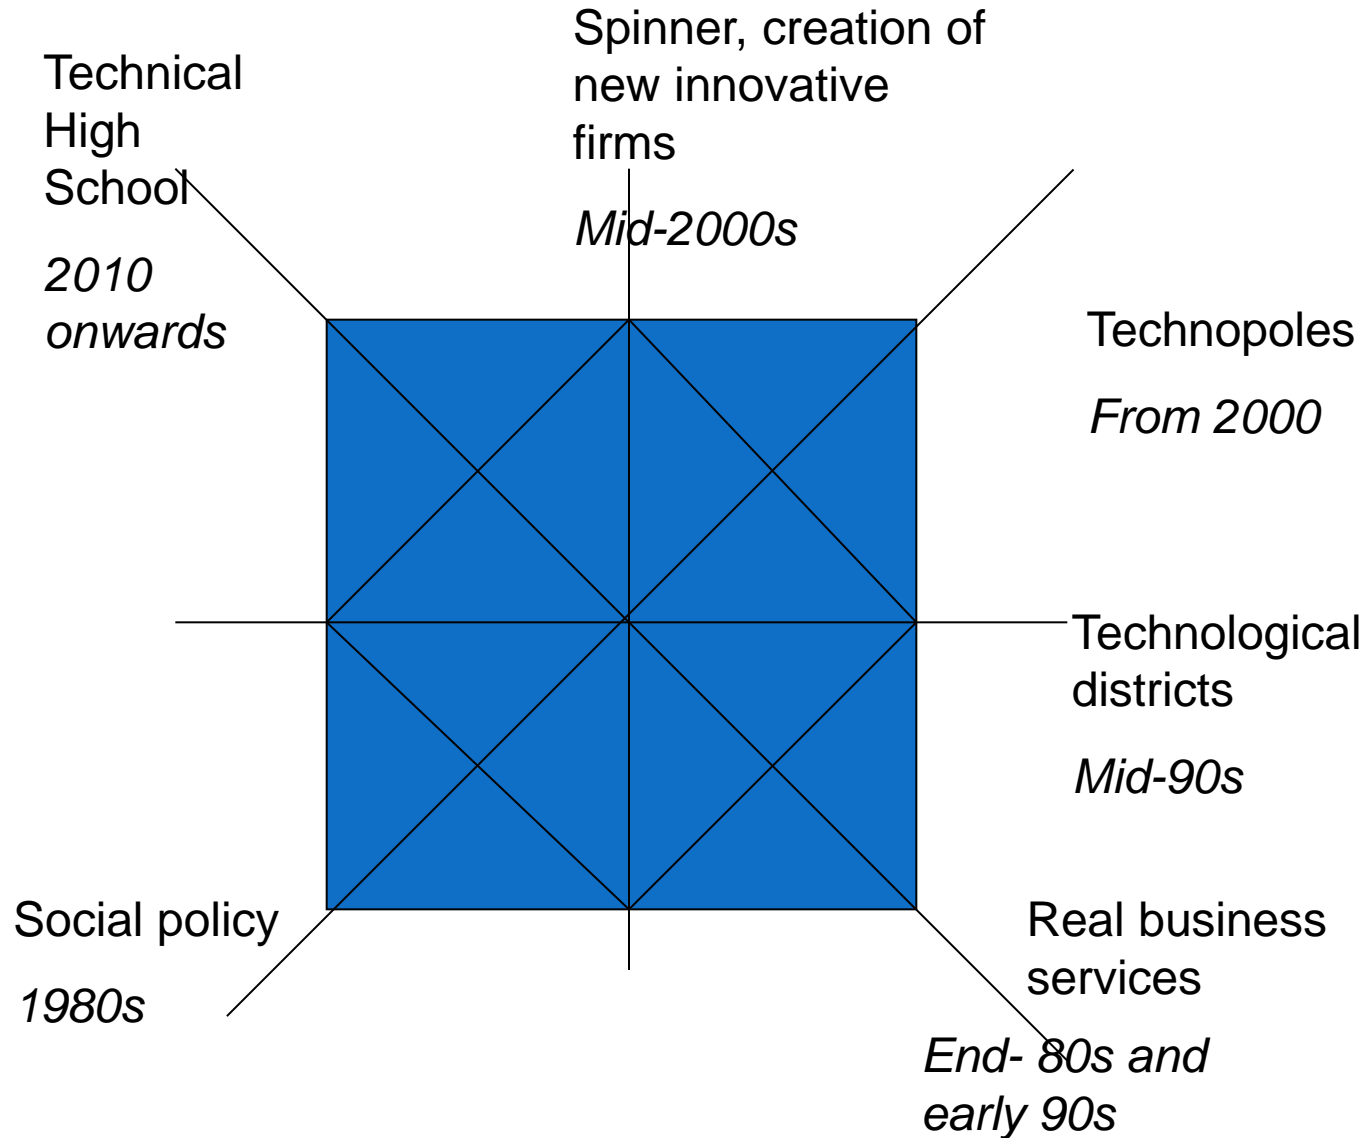 Technical
High
School
2010
onwards
Spinner, creation of
new innovative
firms
Mid-2000s
Technopoles
From 2000
Technological
districts
Mid-90s
Social policy
1980s
Real business
services
End- 80s and
early 90s